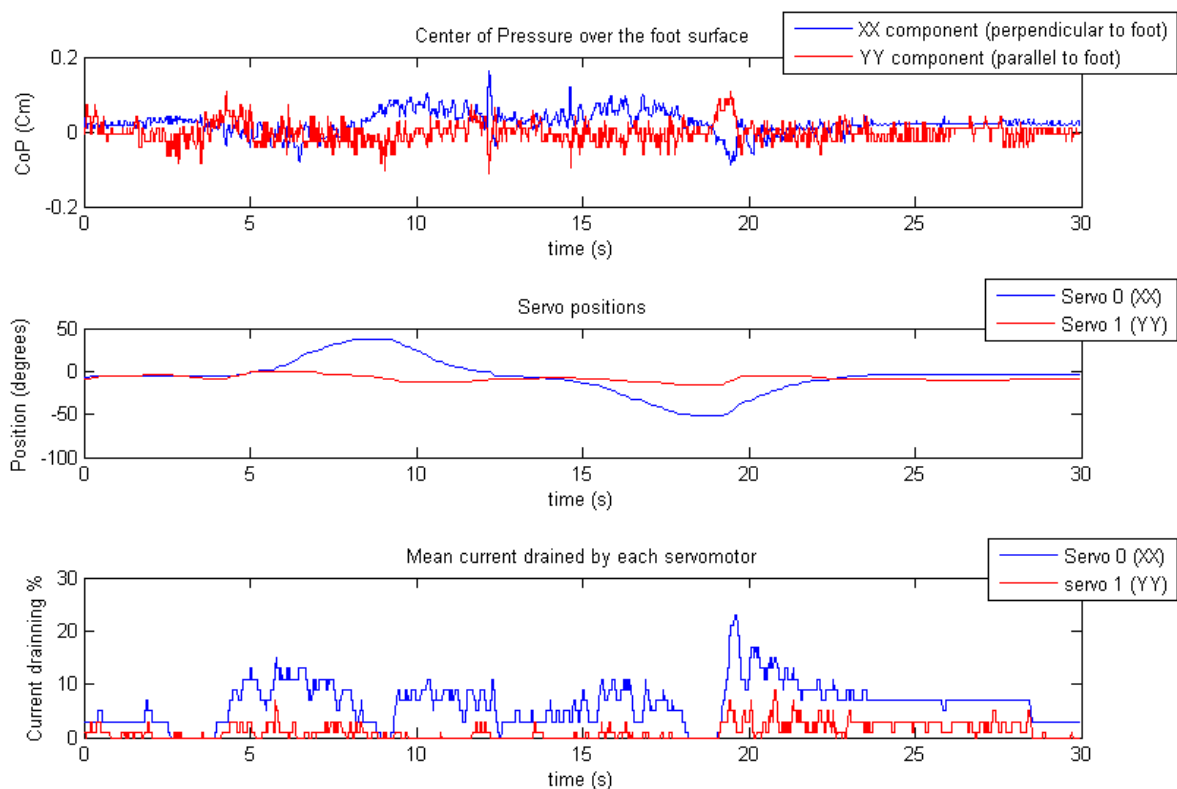 Center of Pressure over the foot surface
XX component (perpendicular to foot)
YY component (parallel to foot)
CoP (Cm)
0.2
0
-0.2
0 5 10 15 20 25 30
time (s)
Servo positions
Servo 0 (XX)
Servo 1 (YY)
Position (degrees)
50
0
-50
-100
0 5 10 15 20 25 30
time (s)
Mean current drained by each servomotor
Servo 0 (XX)
servo 1 (YY)
Current drainning %
30
20
10
0
0 5 10 15 20 25 30
time (s)